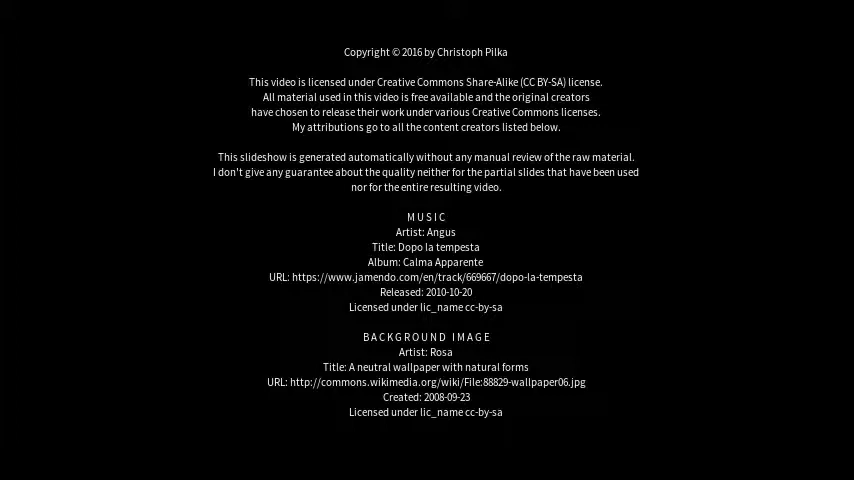 Copyright © 2016 by Christoph Pilka
This video is licensed under Creative Commons Share-Alike (CC BY-SA) license.
All material used in this video is free available and the original creators
have chosen to release their work under various Creative Commons licenses.
My attributions go to all the content creators listed below.
This slideshow is generated automatically without any manual review of the raw material.
I don't give any guarantee about the quality neither for the partial slides that have been used
nor for the entire resulting video.
MUSIC
Artist: Angus
Title: Dopo la tempesta
Album: Calma Apparente
URL: https://www.jamendo.com/en/track/669667/dopo-la-tempesta
Released: 2010-10-20
Licensed under lic_name cc-by-sa
BACKGROUND IMAGE
Artist: Rosa
Title: A neutral wallpaper with natural forms
URL: http://commons.wikimedia.org/wiki/File:88829-wallpaper06.jpg
Created: 2008-09-23
Licensed under lic_name cc-by-sa